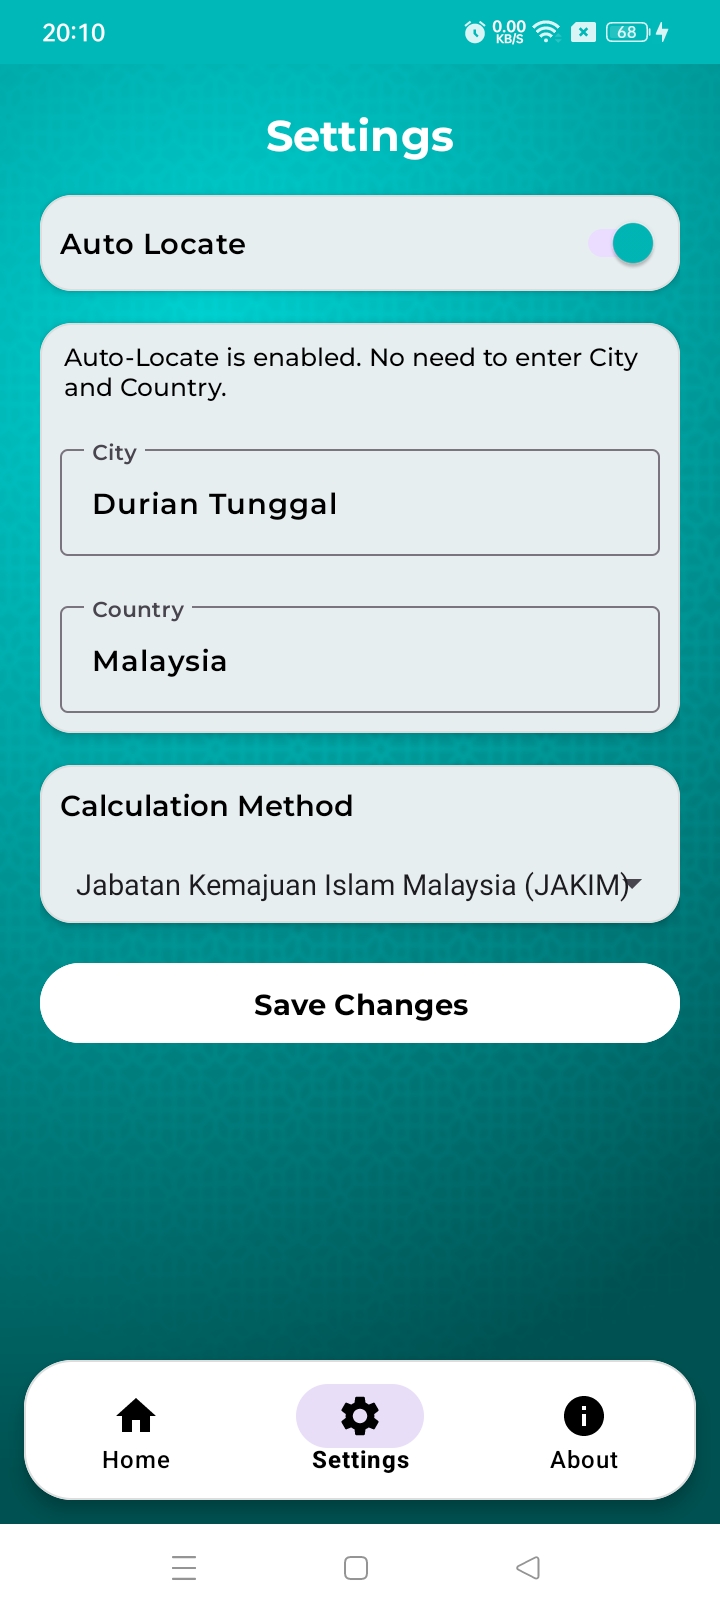 20:10
0.00
KB/S
68
Settings
Auto Locate
Auto-Locate is enabled. No need to enter City
and Country.
City
Durian Tunggal
Country
Malaysia
Calculation Method
Jabatan Kemajuan Islam Malaysia (JAKIM)
Save Changes
Home
Settings
About